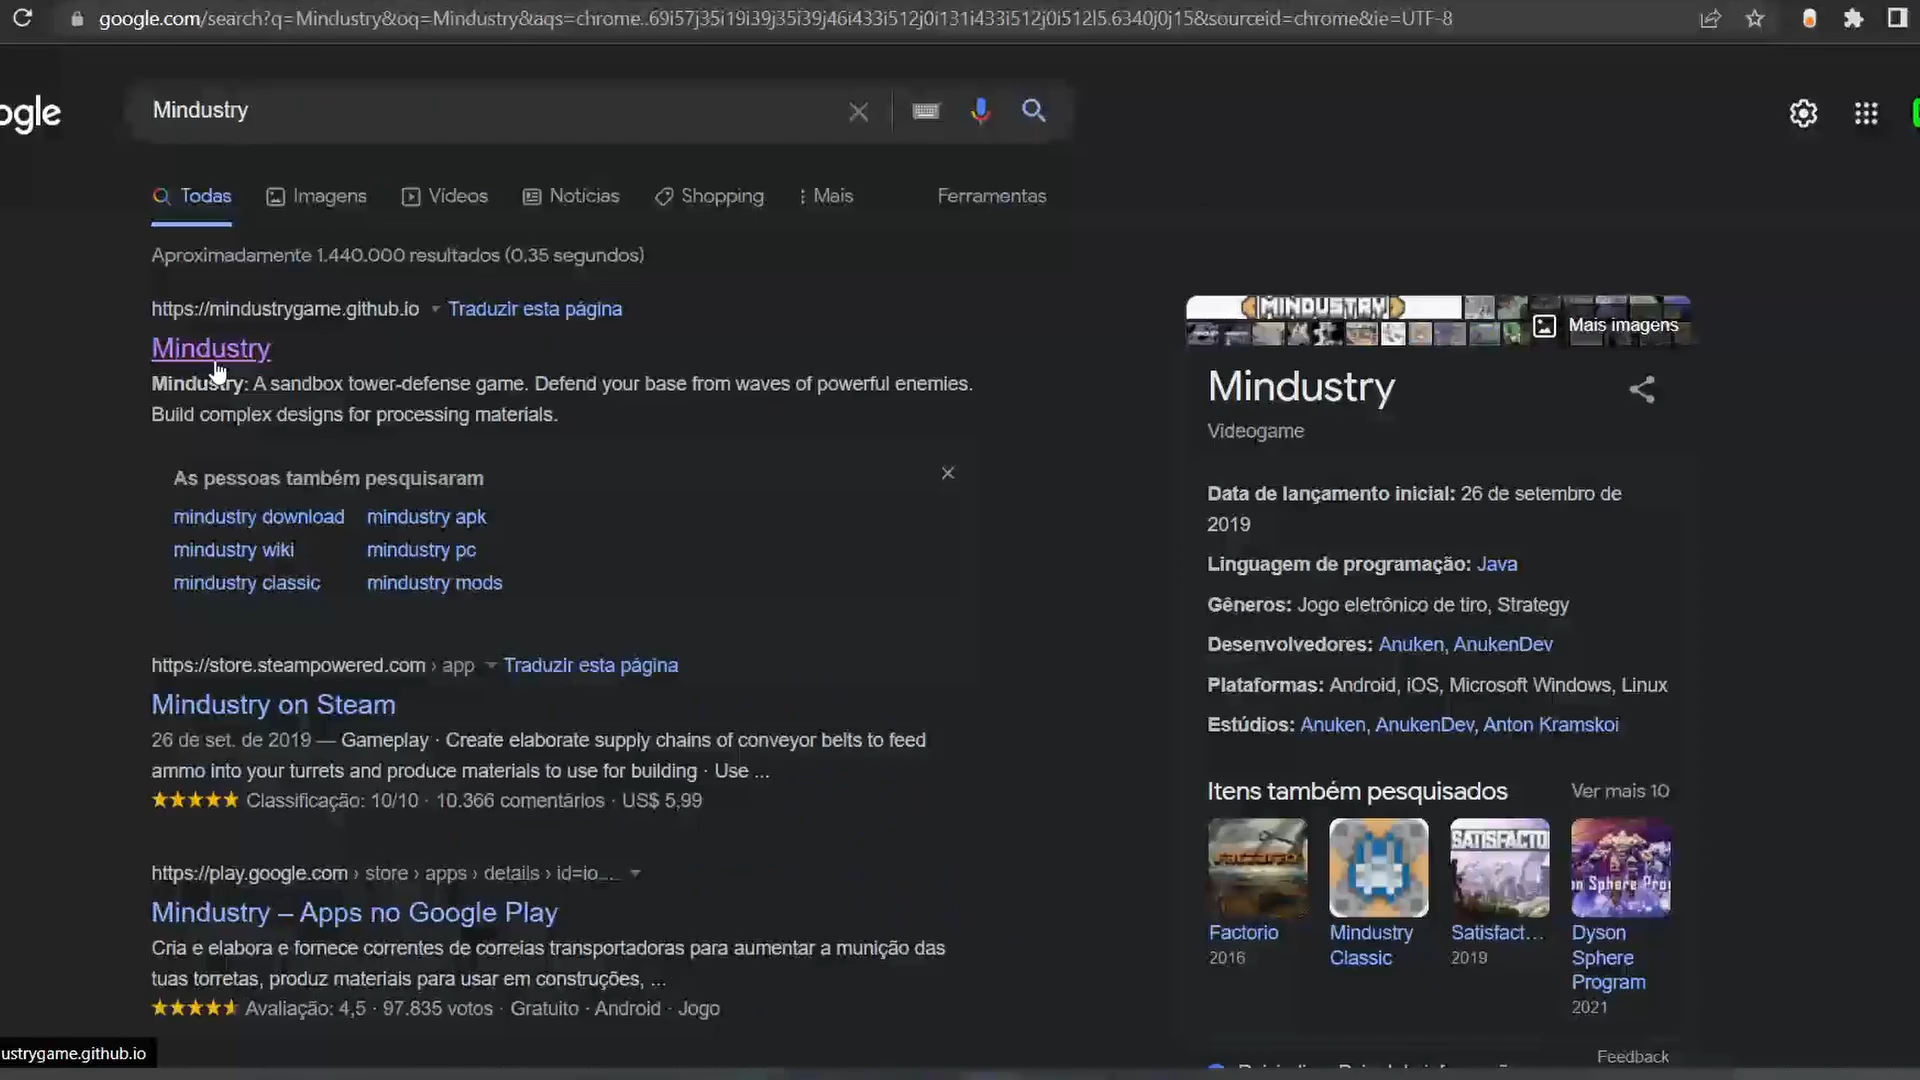 google.com/search?q=Mindustry&oq=Mindustry&aqs=chrome..69i57j35i19i39j35i39j46i433i512j0i131i433i512j0i512l5.6340j0j15&sourceid=chrome&ie=UTF-8
ogle
Mindustry
Todas
Imagens
Vídeos
Notícias
Shopping
Mais
Ferramentas
Aproximadamente 1.440.000 resultados (0,35 segundos)
https://mindustrygame.github.io
Traduzir esta página
Mindustry
Mindustry: A sandbox tower-defense game. Defend your base from waves of powerful enemies.
Build complex designs for processing materials.
As pessoas também pesquisaram
mindustry download
mindustry apk
mindustry wiki
mindustry pc
mindustry classic
mindustry mods
https://store.steampowered.com › app
Traduzir esta página
Mindustry on Steam
26 de set. de 2019 — Gameplay · Create elaborate supply chains of conveyor belts to feed
ammo into your turrets and produce materials to use for building · Use ...
Classificação: 10/10 · 10.366 comentários · US$ 5,99
https://play.google.com › store › apps › details › id=io....
Mindustry – Apps no Google Play
Cria e elabora e fornece correntes de correias transportadoras para aumentar a munição das
tuas torretas, produz materiais para usar em construções, ...
Avaliação: 4,5 · 97.835 votos · Gratuito · Android · Jogo
ustrygame.github.io
MINDUSTRY
Mais imagens
Mindustry
Videogame
Data de lançamento inicial: 26 de setembro de
2019
Linguagem de programação: Java
Gêneros: Jogo eletrônico de tiro, Strategy
Desenvolvedores: Anuken, AnukenDev
Plataformas: Android, iOS, Microsoft Windows, Linux
Estúdios: Anuken, AnukenDev, Anton Kramskoi
Itens também pesquisados
Ver mais 10
FACTORIO
SATISFACTO
on Sphere Pro
Factorio
2016
Mindustry
Classic
Satisfact...
2019
Dyson
Sphere
Program
2021
Feedback